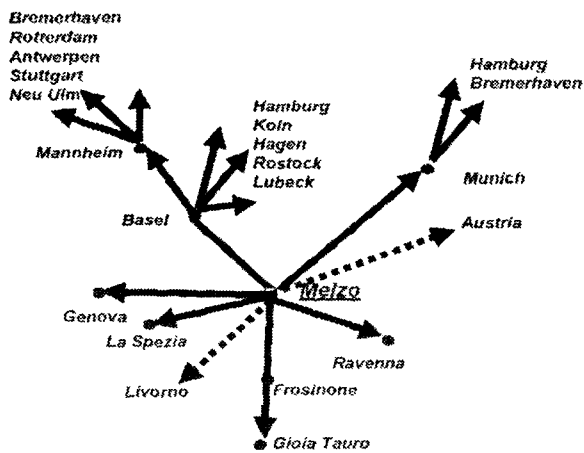 Bremerhaven
Rotterdam
Antwerpen
Stuttgart
Neu Ulm
Mannheim
Hamburg
Koln
Hagen
Rostock
Lubeck
Basel
Hamburg
Bremerhaven
Munich
Austria
Melzo
Genova
La Spezia
Livorno
Ravenna
Frosinone
Gioia Tauro